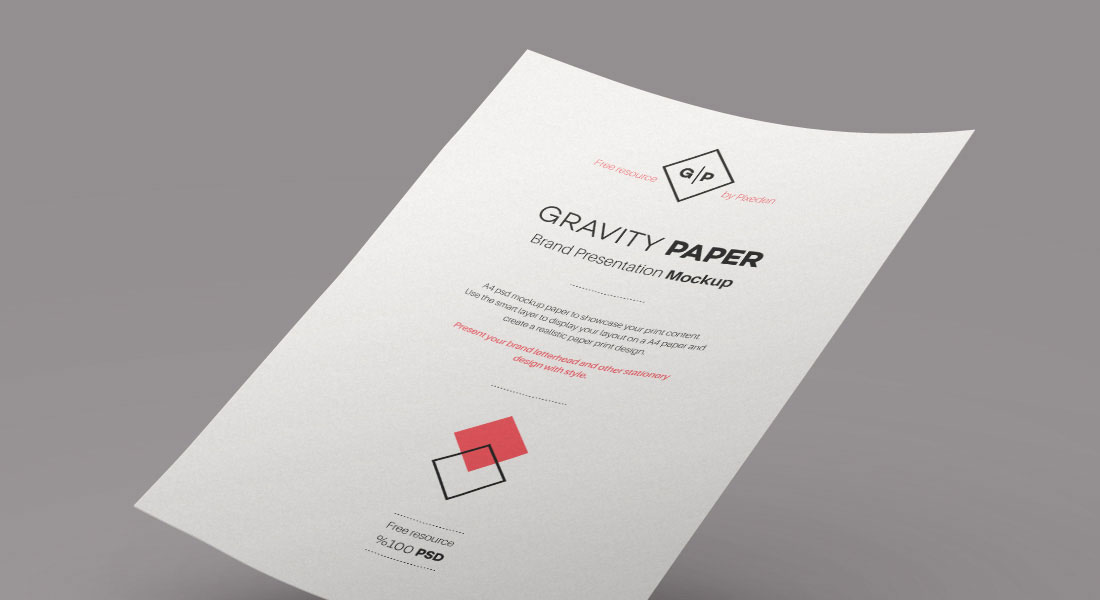 Free resource
G/P
by Pixeden
GRAVITY PAPER
Brand Presentation Mockup
A4 psd mockup paper to showcase your print content.
Use the smart layer to display your layout on a A4 paper and
create a realistic paper print design.
Present your brand letterhead and other stationery
design with style.
Free resource
%100 PSD